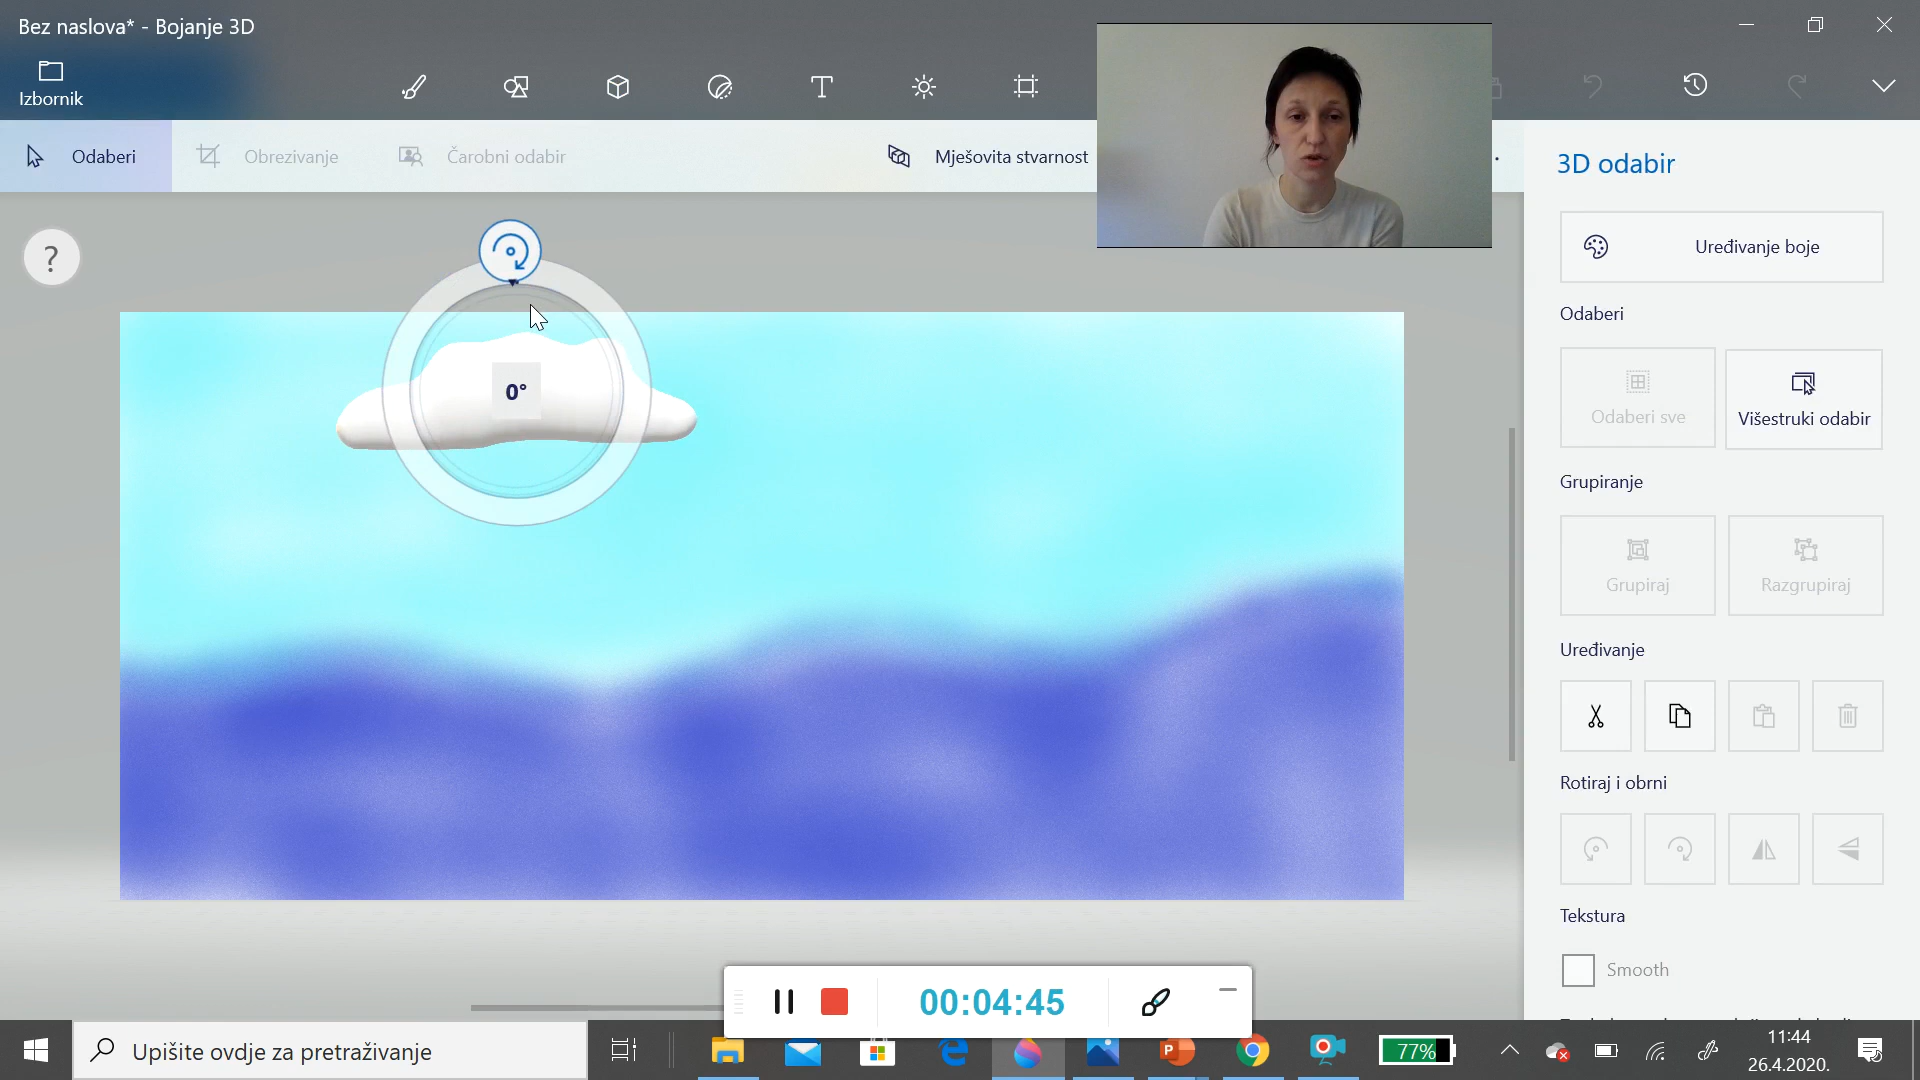 Bez naslova* - Bojanje 3D
Izbornik
Odaberi
Obrezivanje
Čarobni odabir
Mješovita stvarnost
3D odabir
Uređivanje boje
Odaberi
Odaberi sve
Višestruki odabir
Grupiranje
Grupiraj
Razgrupiraj
Uređivanje
Rotiraj i obrni
Tekstura
Smooth
?
0°
00:04:45
Upišite ovdje za pretraživanje
77%
11:44
26.4.2020.